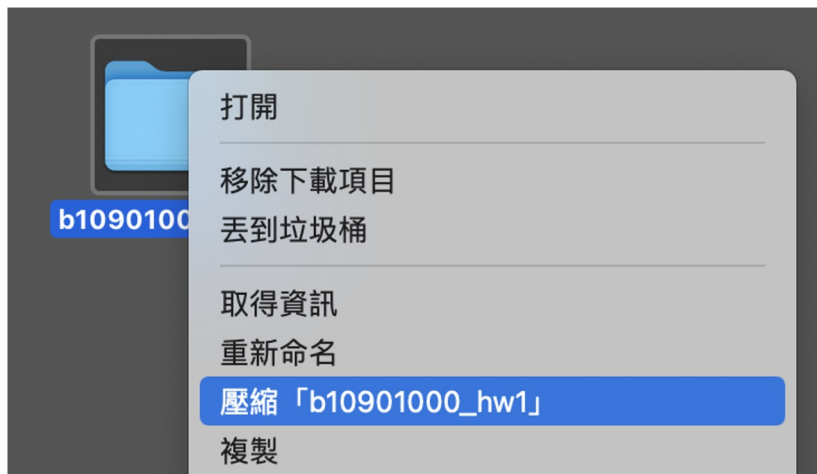 b1090100
打開
移除下載項目
丟到垃圾桶
取得資訊
重新命名
壓縮「b10901000_hw1」
複製